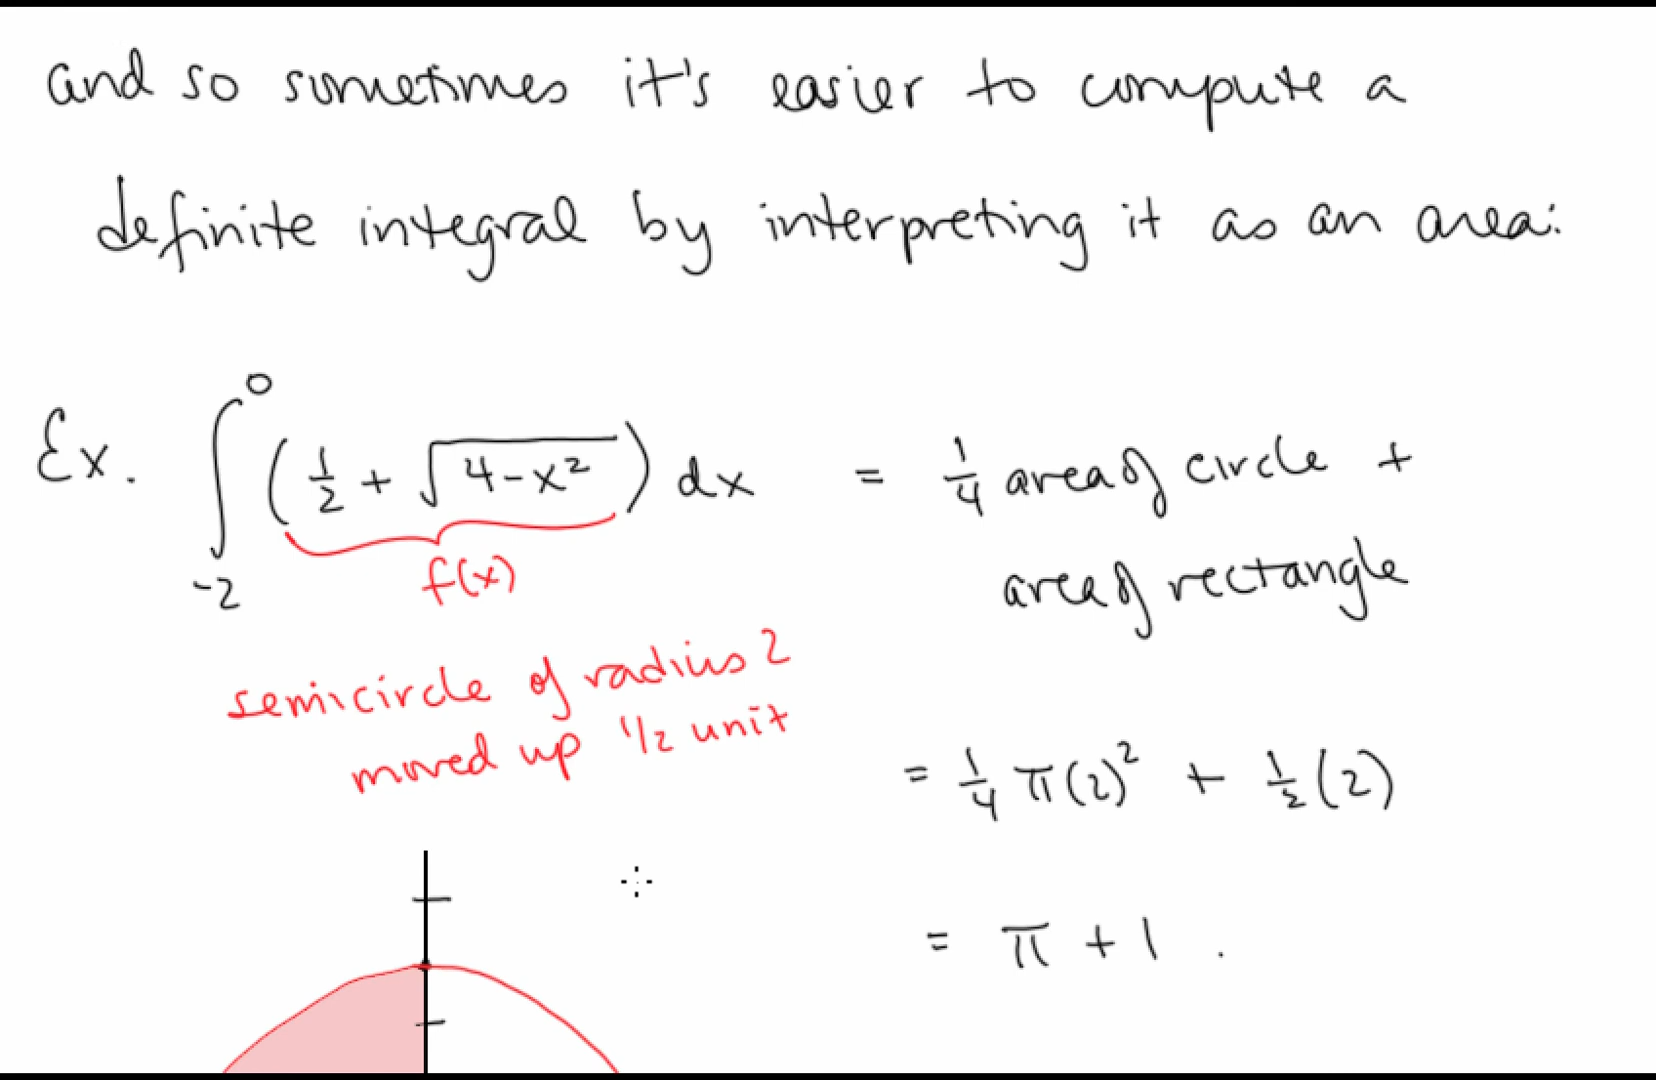 and so sometimes it's easier to compute a
definite integral by interpreting it as an area:
Ex. ∫_{-2}^{0} (1/2 + √(4-x²)) dx = 1/4 area of circle +
area of rectangle
f(x)
semicircle of radius 2
moved up 1/2 unit
= 1/4 π(2)² + 1/2(2)
= π + 1.